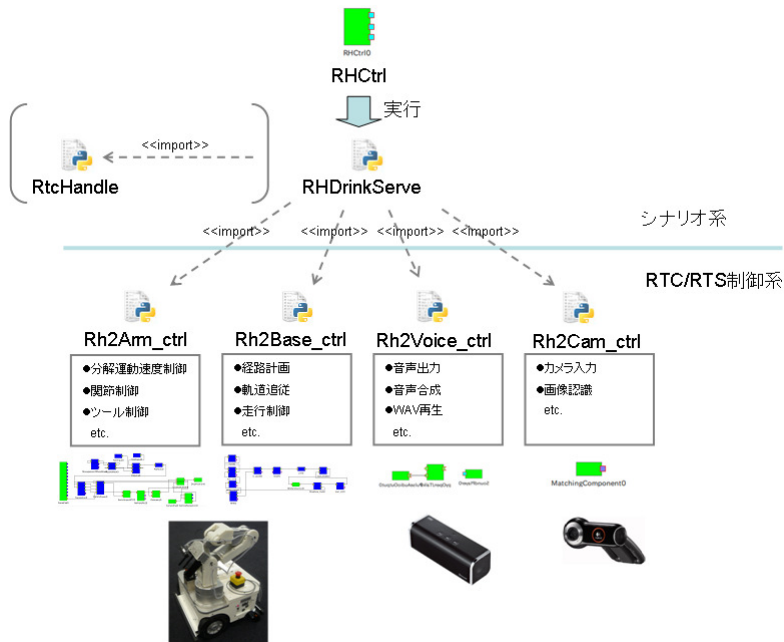 RHCtrl0
RHCtrl
実行
<<import>>
RtcHandle
RHDrinkServe
<<import>>
<<import>>
<<import>>
<<import>>
シナリオ系
RTC/RTS制御系
Rh2Arm_ctrl
Rh2Base_ctrl
Rh2Voice_ctrl
Rh2Cam_ctrl
●分解運動速度制御
●関節制御
●ツール制御
etc.
●経路計画
●軌道追従
●走行制御
etc.
●音声出力
●音声合成
●WAV再生
etc.
●カメラ入力
●画像認識
etc.
MatchingComponent0